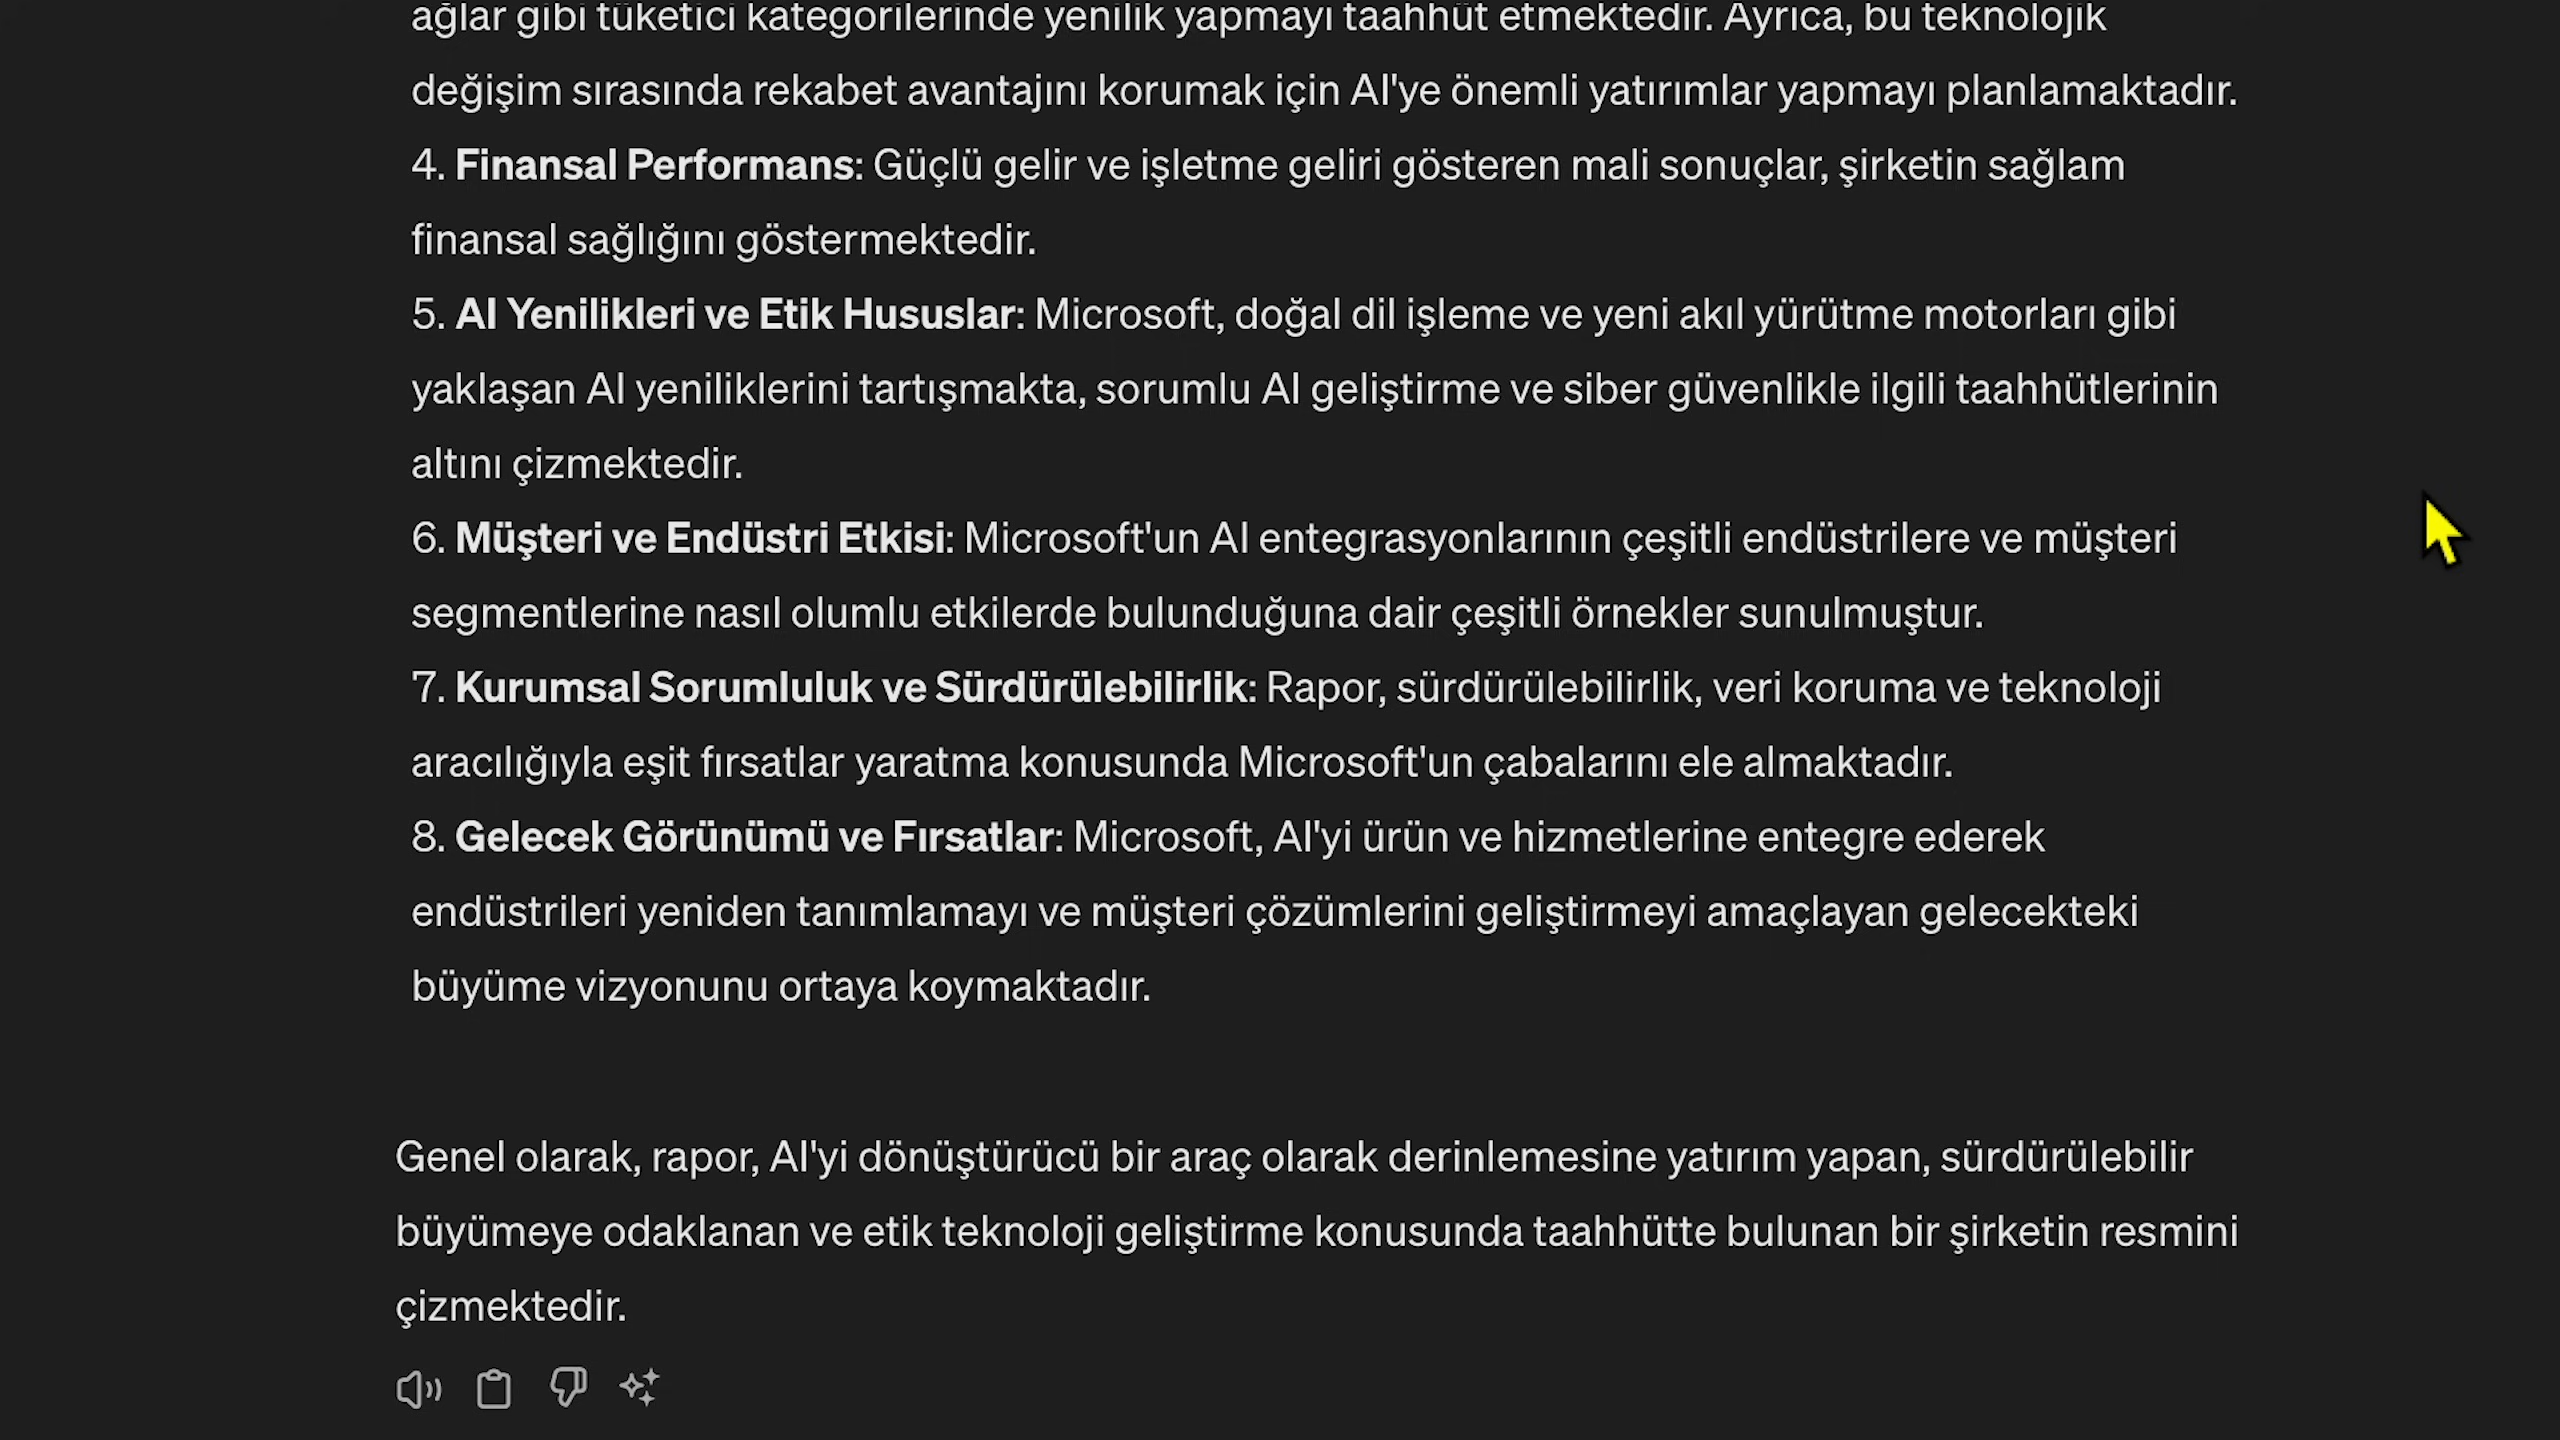 ağlar gibi tüketici kategorilerinde yenilik yapmayı taahhüt etmektedir. Ayrıca, bu teknolojik
değişim sırasında rekabet avantajını korumak için AI'ye önemli yatırımlar yapmayı planlamaktadır.
4. Finansal Performans: Güçlü gelir ve işletme geliri gösteren mali sonuçlar, şirketin sağlam
finansal sağlığını göstermektedir.
5. AI Yenilikleri ve Etik Hususlar: Microsoft, doğal dil işleme ve yeni akıl yürütme motorları gibi
yaklaşan AI yeniliklerini tartışmakta, sorumlu AI geliştirme ve siber güvenlikle ilgili taahhütlerinin
altını çizmektedir.
6. Müşteri ve Endüstri Etkisi: Microsoft'un AI entegrasyonlarının çeşitli endüstrilere ve müşteri
segmentlerine nasıl olumlu etkilerde bulunduğuna dair çeşitli örnekler sunulmuştur.
7. Kurumsal Sorumluluk ve Sürdürülebilirlik: Rapor, sürdürülebilirlik, veri koruma ve teknoloji
aracılığıyla eşit fırsatlar yaratma konusunda Microsoft'un çabalarını ele almaktadır.
8. Gelecek Görünümü ve Fırsatlar: Microsoft, AI'yi ürün ve hizmetlerine entegre ederek
endüstrileri yeniden tanımlamayı ve müşteri çözümlerini geliştirmeyi amaçlayan gelecekteki
büyüme vizyonunu ortaya koymaktadır.
Genel olarak, rapor, AI'yi dönüştürücü bir araç olarak derinlemesine yatırım yapan, sürdürülebilir
büyümeye odaklanan ve etik teknoloji geliştirme konusunda taahhütte bulunan bir şirketin resmini
çizmektedir.